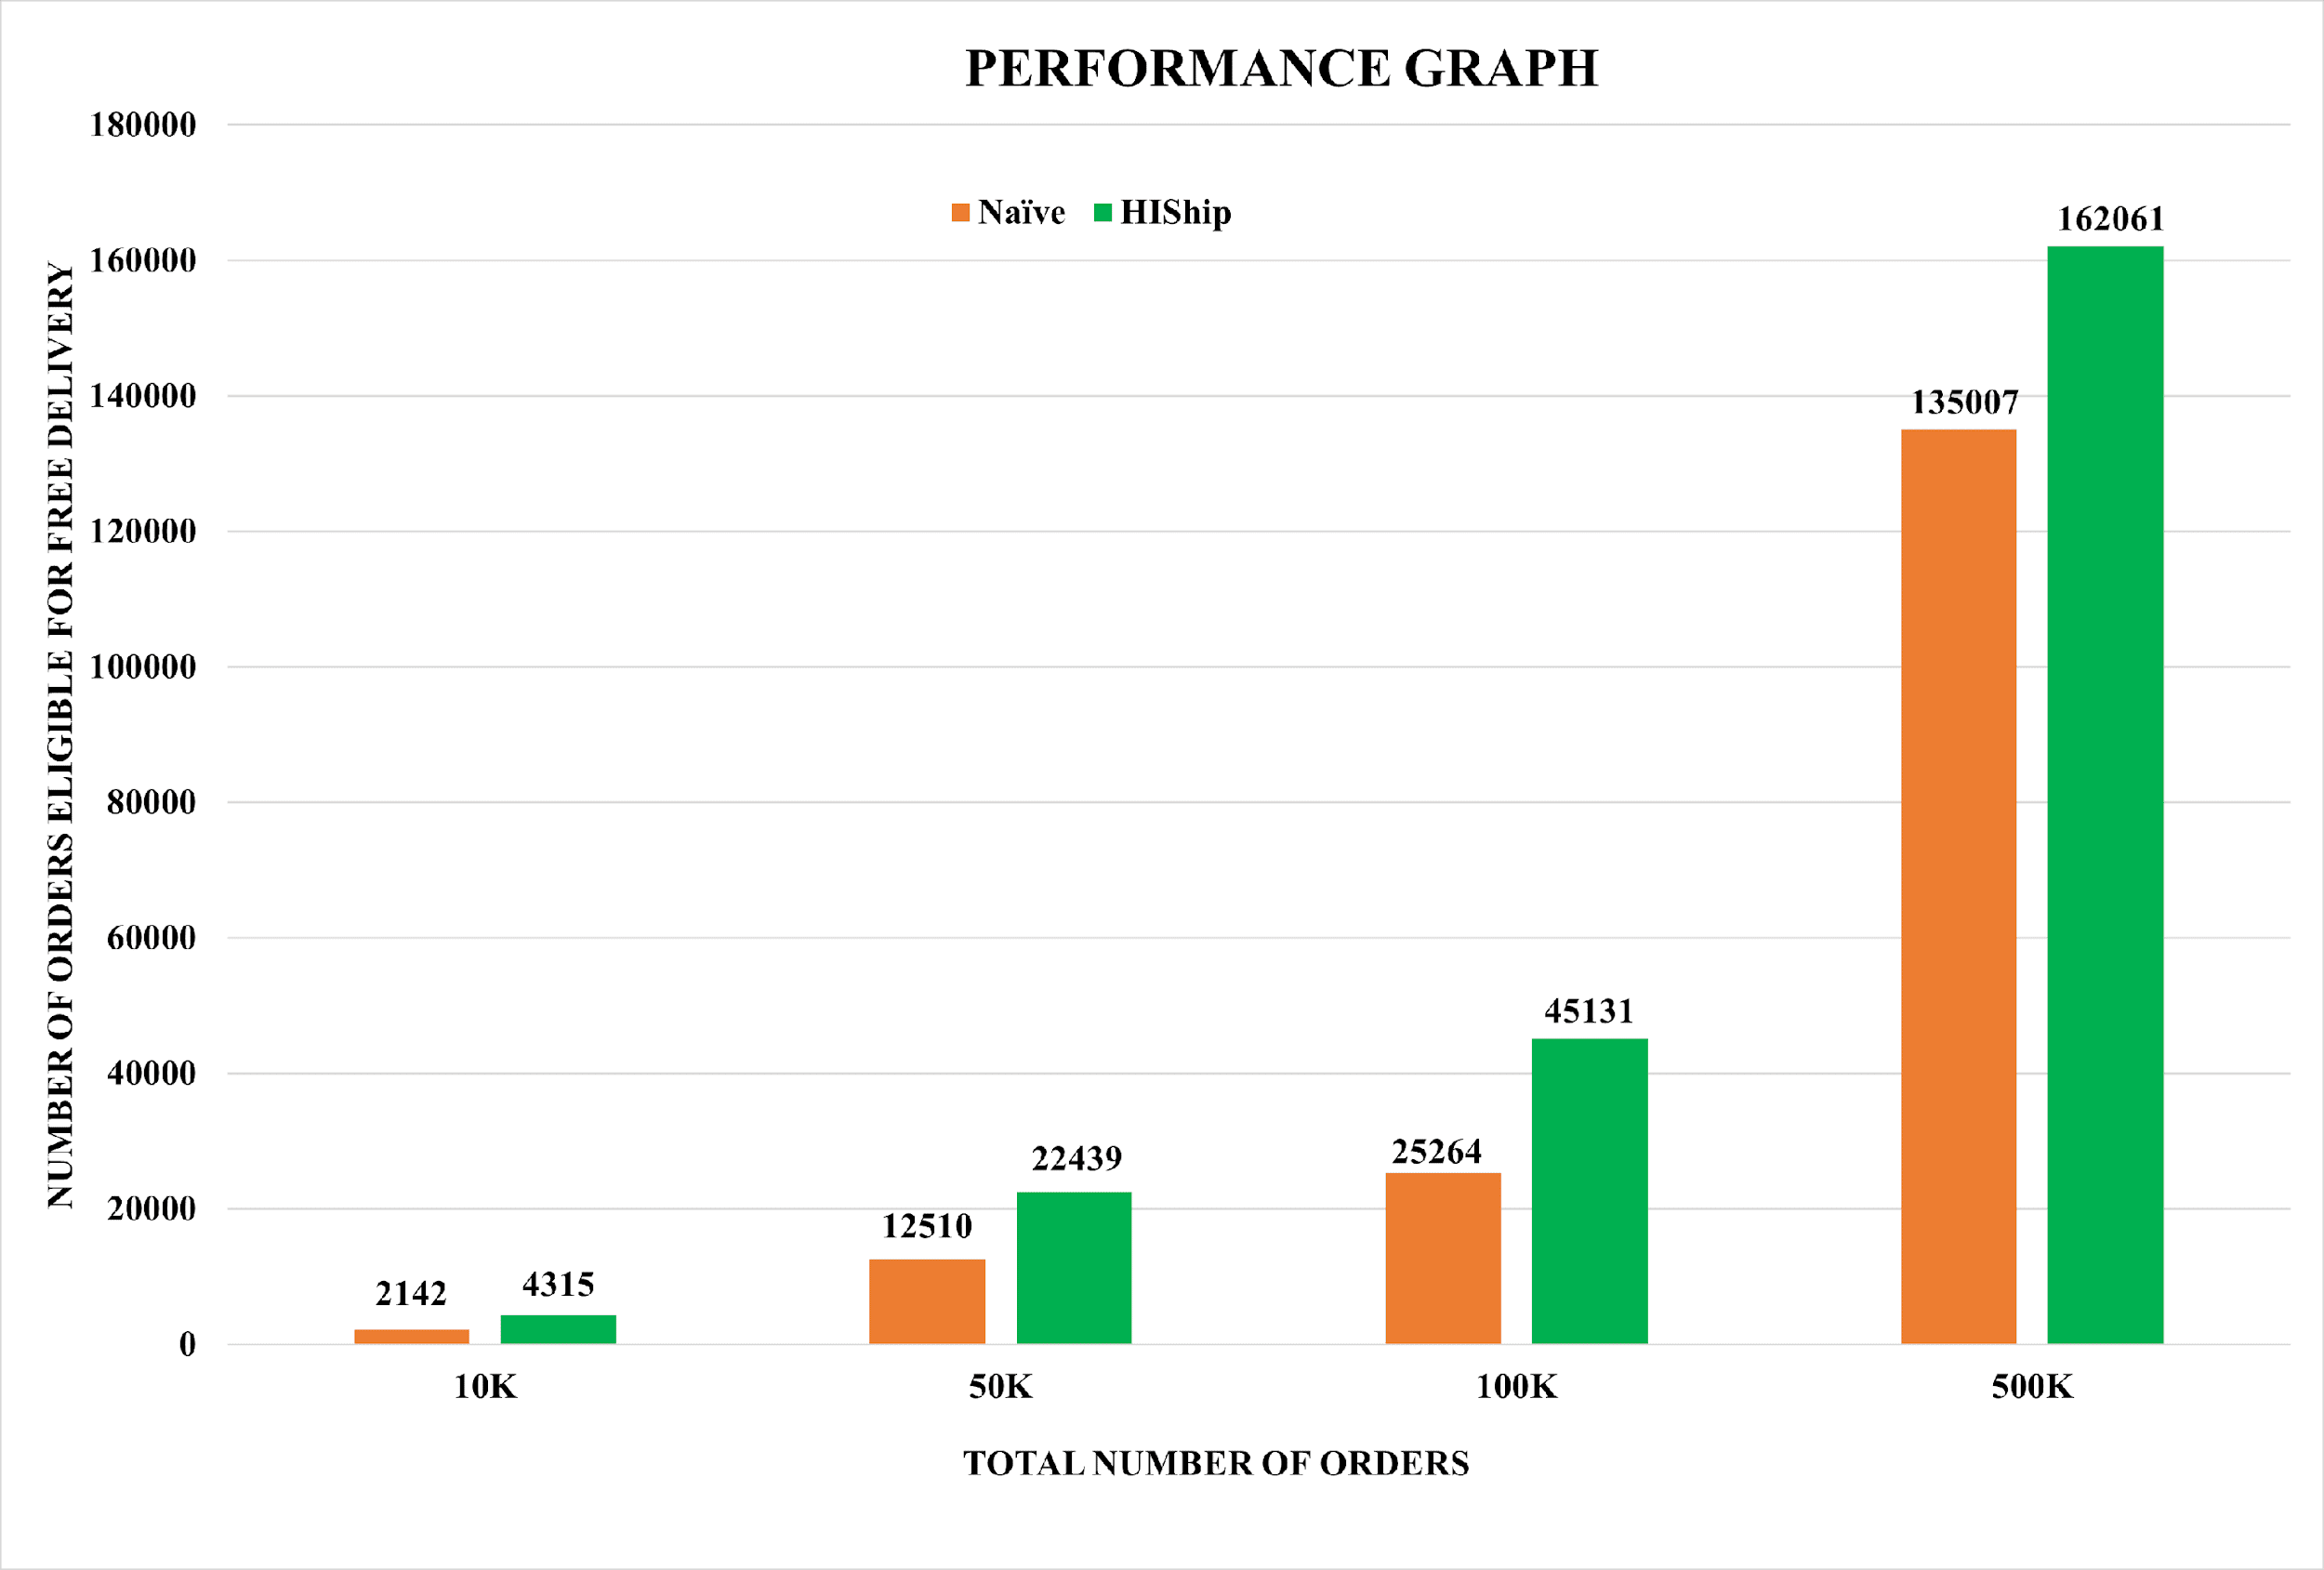 PERFORMANCE GRAPH
Naïve HIShip
NUMBER OF ORDERS ELIGIBLE FOR FREE DELIVERY
180000
160000
140000
120000
100000
80000
60000
40000
20000
0
2142 4315
12510 22439
25264 45131
135007 162061
10K 50K 100K 500K
TOTAL NUMBER OF ORDERS